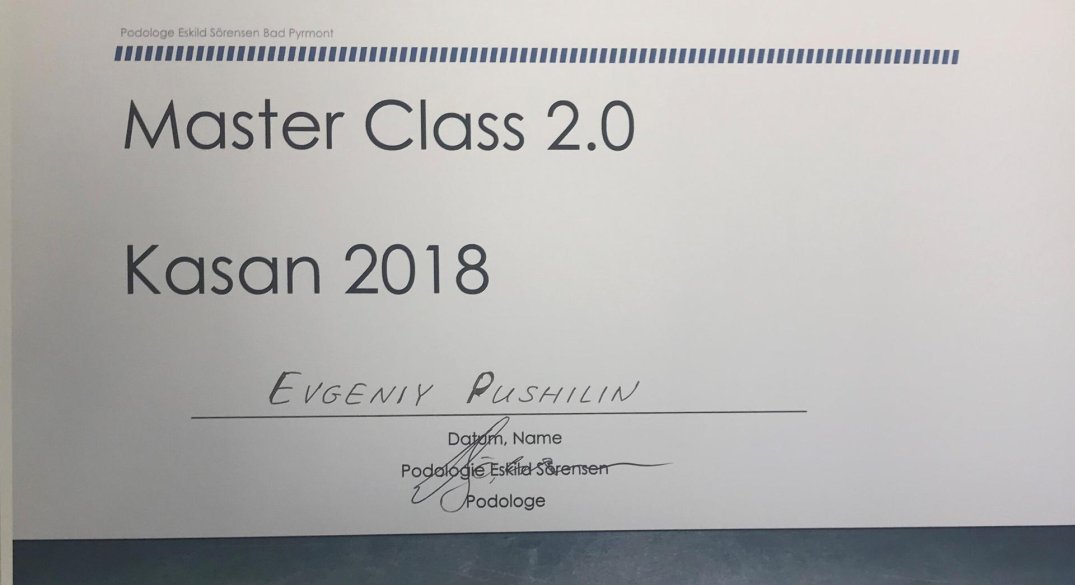 Podologe Eskild Sörensen Bad Pyrmont
Master Class 2.0
Kasan 2018
EVGENIY PUSHILIN
Datum, Name
Podologie Eskild Sörensen
Podologe